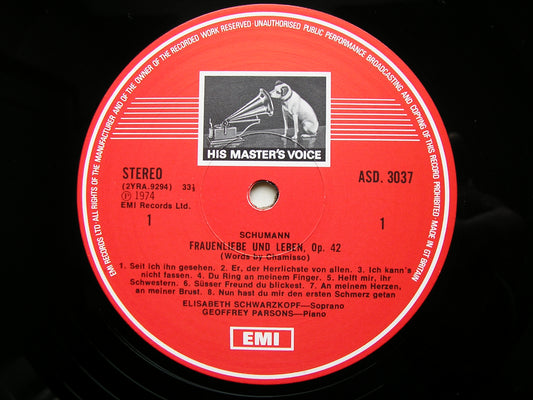 EMI RECORDS LTD·ALL RIGHTS OF THE MANUFACTURER AND OF THE OWNER OF THE RECORDED WORK RESERVED UNAUTHORISED PUBLIC PERFORMANCE BROADCASTING AND COPYING OF THIS RECORD PROHIBITED · MADE IN GT BRITAIN
HIS MASTER'S VOICE
STEREO
(2YRA.9294) 33⅓
℗ 1974
EMI Records Ltd.
1
ASD. 3037
1
SCHUMANN
FRAUENLIEBE UND LEBEN, Op. 42
(Words by Chamisso)
1. Seit ich ihn gesehen. 2. Er, der Herrlichste von allen. 3. Ich kann's
nicht fassen. 4. Du Ring an meinem Finger. 5. Helft mir, ihr
Schwestern. 6. Süsser Freund du blickest. 7. An meinem Herzen,
an meiner Brust. 8. Nun hast du mir den ersten Schmerz getan
ELISABETH SCHWARZKOPF—Soprano
GEOFFREY PARSONS—Piano
EMI